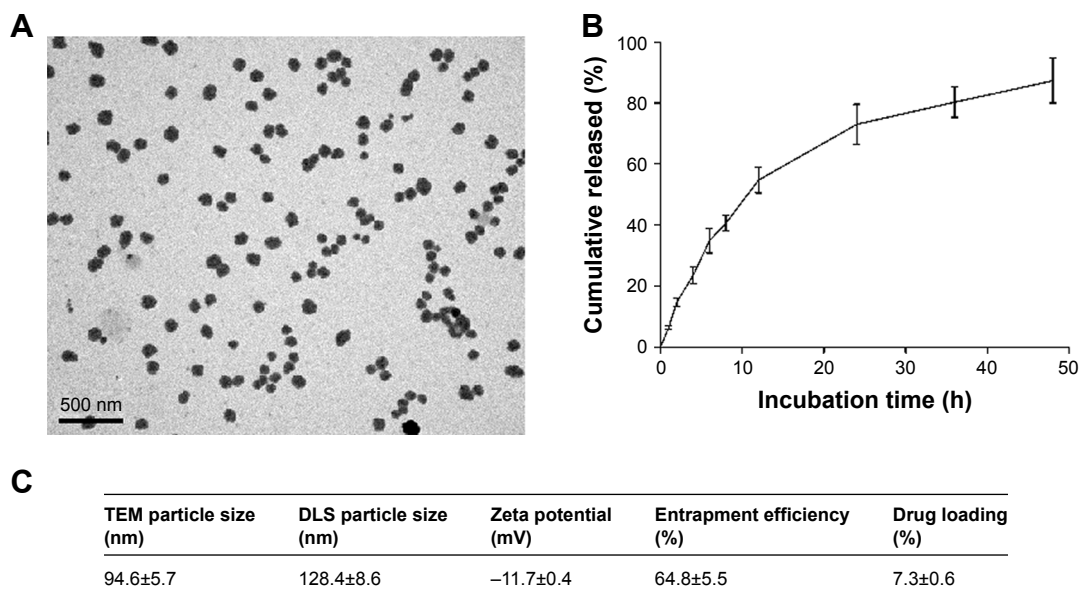 A
500 nm
B
Cumulative released (%)
100
80
60
40
20
0
0 10 20 30 40 50
Incubation time (h)
C
TEM particle size DLS particle size Zeta potential Entrapment efficiency Drug loading
(nm) (nm) (mV) (%) (%)
94.6±5.7 128.4±8.6 –11.7±0.4 64.8±5.5 7.3±0.6